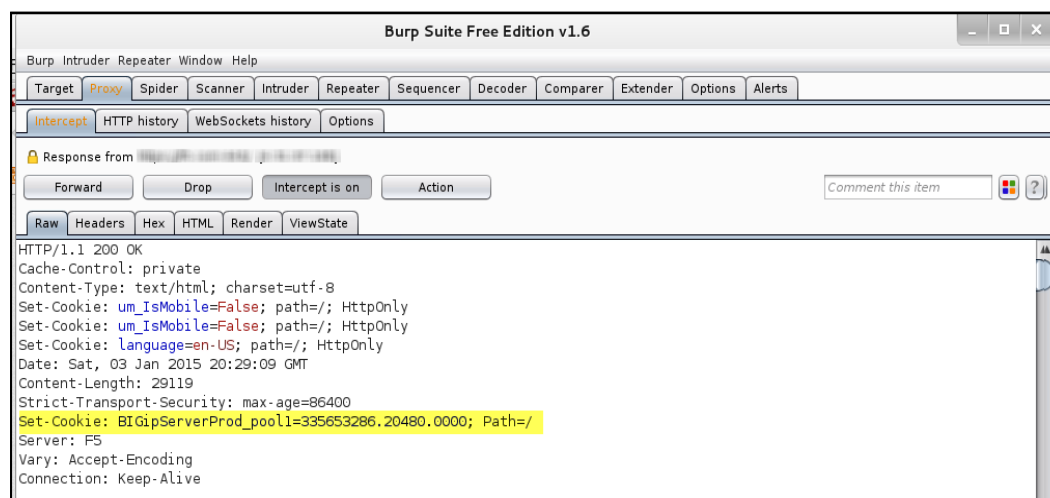 Burp Suite Free Edition v1.6
Burp Intruder Repeater Window Help
Target Proxy Spider Scanner Intruder Repeater Sequencer Decoder Comparer Extender Options Alerts
Intercept HTTP history WebSockets history Options
Response from
Forward Drop Intercept is on Action Comment this item ?
Raw Headers Hex HTML Render ViewState
HTTP/1.1 200 OK
Cache-Control: private
Content-Type: text/html; charset=utf-8
Set-Cookie: um_IsMobile=False; path=/; HttpOnly
Set-Cookie: um_IsMobile=False; path=/; HttpOnly
Set-Cookie: language=en-US; path=/; HttpOnly
Date: Sat, 03 Jan 2015 20:29:09 GMT
Content-Length: 29119
Strict-Transport-Security: max-age=86400
Set-Cookie: BIGipServerProd_pool1=335653286.20480.0000; Path=/
Server: F5
Vary: Accept-Encoding
Connection: Keep-Alive